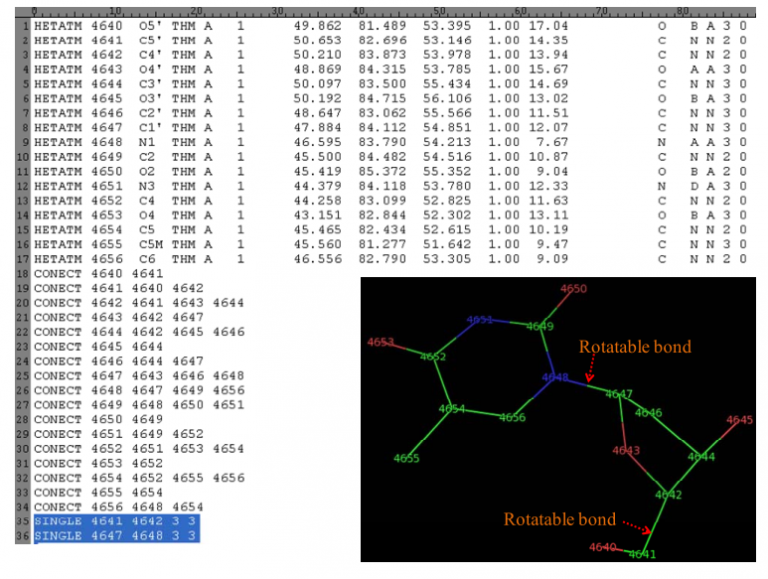 0 10 20 30 40 50 60 70 80
1 HETATM 4640 O5' THM A 1 49.862 81.489 53.395 1.00 17.04 O B A 3 0
2 HETATM 4641 C5' THM A 1 50.653 82.696 53.146 1.00 14.35 C N N 2 0
3 HETATM 4642 C4' THM A 1 50.210 83.873 53.978 1.00 13.94 C N N 3 0
4 HETATM 4643 O4' THM A 1 48.869 84.315 53.785 1.00 15.67 O A A 3 0
5 HETATM 4644 C3' THM A 1 50.097 83.500 55.434 1.00 14.69 C N N 3 0
6 HETATM 4645 O3' THM A 1 50.192 84.715 56.106 1.00 13.02 O B A 3 0
7 HETATM 4646 C2' THM A 1 48.647 83.062 55.566 1.00 11.51 C N N 3 0
8 HETATM 4647 C1' THM A 1 47.884 84.112 54.851 1.00 12.07 C N N 3 0
9 HETATM 4648 N1 THM A 1 46.595 83.790 54.213 1.00 7.67 N A A 3 0
10 HETATM 4649 C2 THM A 1 45.500 84.482 54.516 1.00 10.87 C N N 2 0
11 HETATM 4650 O2 THM A 1 45.419 85.372 55.352 1.00 9.04 O B A 2 0
12 HETATM 4651 N3 THM A 1 44.379 84.118 53.780 1.00 12.33 N D A 3 0
13 HETATM 4652 C4 THM A 1 44.258 83.099 52.825 1.00 11.63 C N N 2 0
14 HETATM 4653 O4 THM A 1 43.151 82.844 52.302 1.00 13.11 O B A 3 0
15 HETATM 4654 C5 THM A 1 45.465 82.434 52.615 1.00 10.19 C N N 2 0
16 HETATM 4655 C5M THM A 1 45.560 81.277 51.642 1.00 9.47 C N N 3 0
17 HETATM 4656 C6 THM A 1 46.556 82.790 53.305 1.00 9.09 C N N 2 0
18 CONECT 4640 4641
19 CONECT 4641 4640 4642
20 CONECT 4642 4641 4643 4644
21 CONECT 4643 4642 4647
22 CONECT 4644 4642 4645 4646
23 CONECT 4645 4644
24 CONECT 4646 4644 4647
25 CONECT 4647 4643 4646 4648
26 CONECT 4648 4647 4649 4656
27 CONECT 4649 4648 4650 4651
28 CONECT 4650 4649
29 CONECT 4651 4649 4652
30 CONECT 4652 4651 4653 4654
31 CONECT 4653 4652
32 CONECT 4654 4652 4655 4656
33 CONECT 4655 4654
34 CONECT 4656 4648 4654
35 SINGLE 4641 4642 3 3
36 SINGLE 4647 4648 3 3
4650
4651
4649
4653
4652
Rotatable bond
4648
4647
4654
4656
4646
4645
4655
4643
4644
4642
Rotatable bond
4640
4641